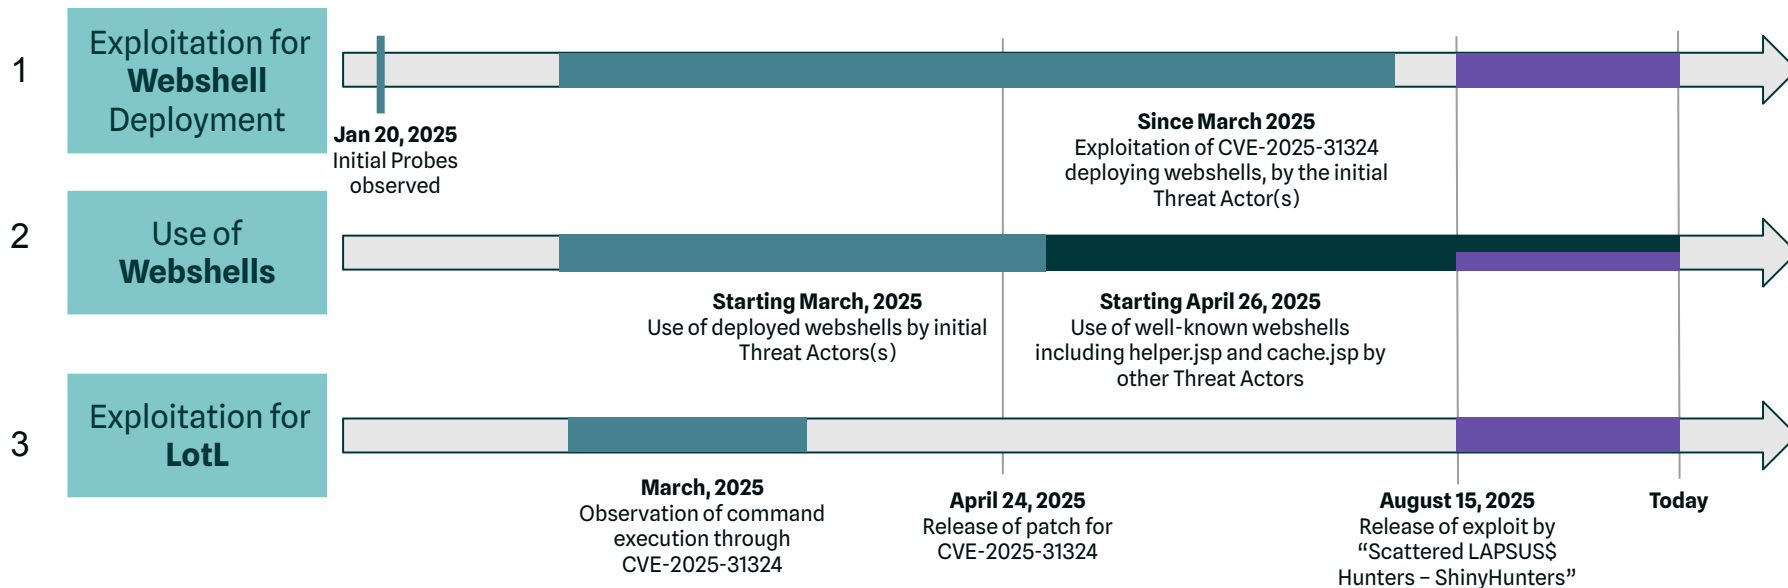 1
Exploitation for
Webshell
Deployment
Jan 20, 2025
Initial Probes
observed
Since March 2025
Exploitation of CVE-2025-31324
deploying webshells, by the initial
Threat Actor(s)
2
Use of
Webshells
Starting March, 2025
Use of deployed webshells by initial
Threat Actors(s)
Starting April 26, 2025
Use of well-known webshells
including helper.jsp and cache.jsp by
other Threat Actors
3
Exploitation for
LotL
March, 2025
Observation of command
execution through
CVE-2025-31324
April 24, 2025
Release of patch for
CVE-2025-31324
August 15, 2025
Release of exploit by
“Scattered LAPSUS$
Hunters – ShinyHunters”
Today